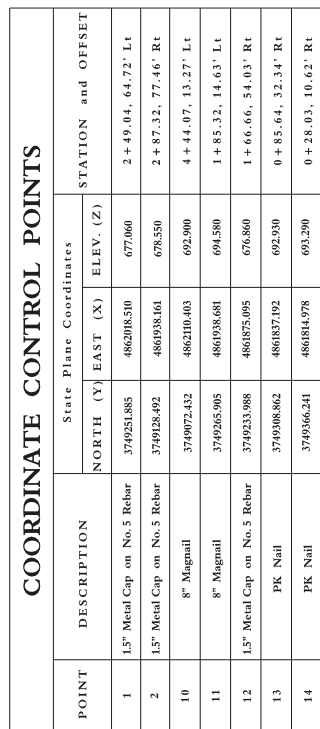 COORDINATE CONTROL POINTS
POINT DESCRIPTION State Plane Coordinates STATION and OFFSET
NORTH (Y) EAST (X) ELEV. (Z)
1 1.5" Metal Cap on No. 5 Rebar 3749251.885 4862018.510 677.060 2+49.04, 64.72' Lt
2 1.5" Metal Cap on No. 5 Rebar 3749128.492 4861938.161 678.550 2+87.32, 77.46' Rt
10 8" Magnail 3749072.432 4862110.403 692.900 4+44.07, 13.27' Lt
11 8" Magnail 3749265.905 4861938.681 694.580 1+85.32, 14.63' Lt
12 1.5" Metal Cap on No. 5 Rebar 3749233.988 4861875.095 676.860 1+66.66, 54.03' Rt
13 PK Nail 3749308.862 4861837.192 692.930 0+85.64, 32.34' Rt
14 PK Nail 3749366.241 4861814.978 693.290 0+28.03, 10.62' Rt